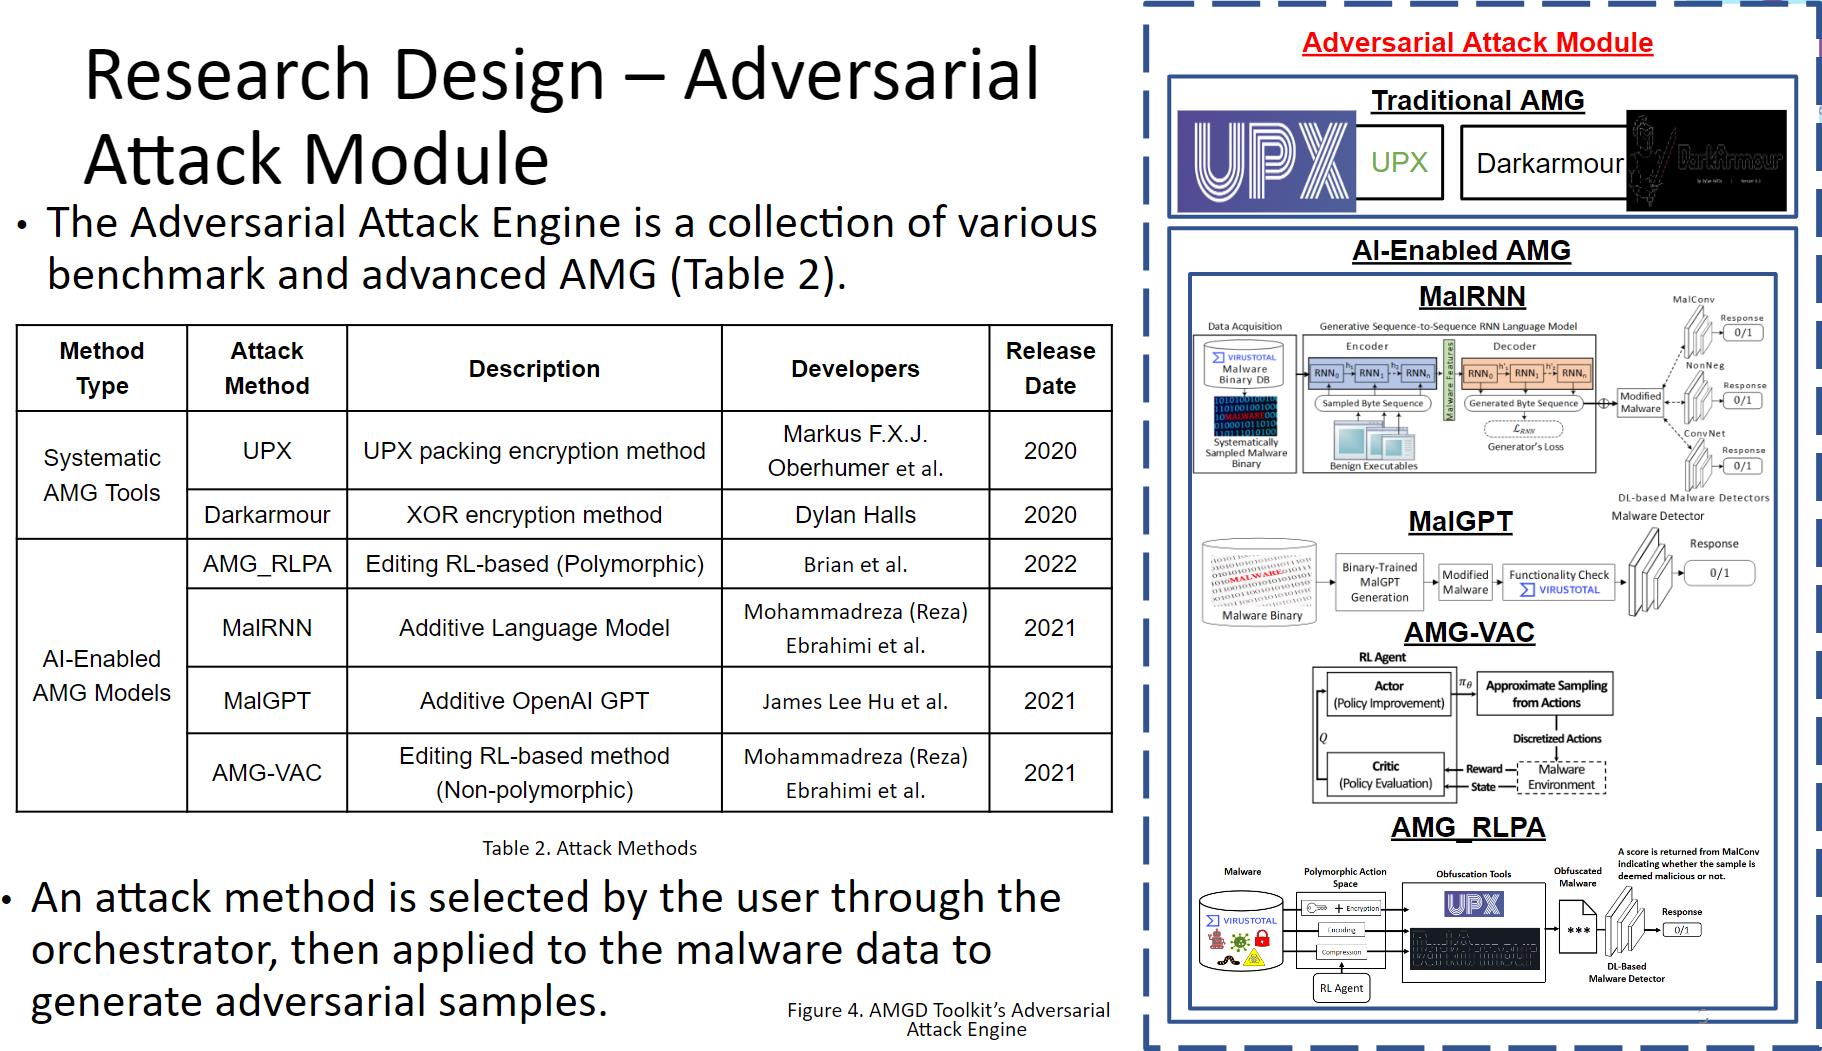 Research Design – Adversarial
Attack Module
• The Adversarial Attack Engine is a collection of various
benchmark and advanced AMG (Table 2).
Method Type | Attack Method | Description | Developers | Release Date
Systematic AMG Tools | UPX | UPX packing encryption method | Markus F.X.J. Oberhumer et al. | 2020
Darkarmour | XOR encryption method | Dylan Halls | 2020
AI-Enabled AMG Models | AMG_RLPA | Editing RL-based (Polymorphic) | Brian et al. | 2022
MalRNN | Additive Language Model | Mohammadreza (Reza) Ebrahimi et al. | 2021
MalGPT | Additive OpenAI GPT | James Lee Hu et al. | 2021
AMG-VAC | Editing RL-based method (Non-polymorphic) | Mohammadreza (Reza) Ebrahimi et al. | 2021
Table 2. Attack Methods
• An attack method is selected by the user through the
orchestrator, then applied to the malware data to
generate adversarial samples.
Figure 4. AMGD Toolkit’s Adversarial
Attack Engine
Adversarial Attack Module
Traditional AMG
UPX
UPX
Darkarmour
DarkArmour
AI-Enabled AMG
MalRNN
Data Acquisition
VIRUSTOTAL
Malware
Binary DB
MALWARE
Systematically
Sampled Malware
Binary
Generative Sequence-to-Sequence RNN Language Model
Encoder
RNN₀ h₁ RNN₁ h₂ RNNₙ
Sampled Byte Sequence
Benign Executables
Malware Features
Decoder
RNN₀ h'₁ RNN₁ h'₂ RNNₙ
Generated Byte Sequence
ℒRNN
Generator's Loss
Modified
Malware
MalConv
Response
0/1
NonNeg
Response
0/1
ConvNet
Response
0/1
DL-based Malware Detectors
MalGPT
MALWARE
Malware Binary
Binary-Trained
MalGPT
Generation
Modified
Malware
Functionality Check
VIRUSTOTAL
Malware Detector
Response
0/1
AMG-VAC
RL Agent
Actor
(Policy Improvement)
πθ
Approximate Sampling
from Actions
Discretized Actions
Q
Critic
(Policy Evaluation)
Reward
State
Malware
Environment
AMG_RLPA
Malware
VIRUSTOTAL
Polymorphic Action
Space
+ Encryption
Encoding
Compression
RL Agent
Obfuscation Tools
UPX
Darkarmour
Obfuscated
Malware
***
A score is returned from MalConv
indicating whether the sample is
deemed malicious or not.
Response
0/1
DL-Based
Malware Detector